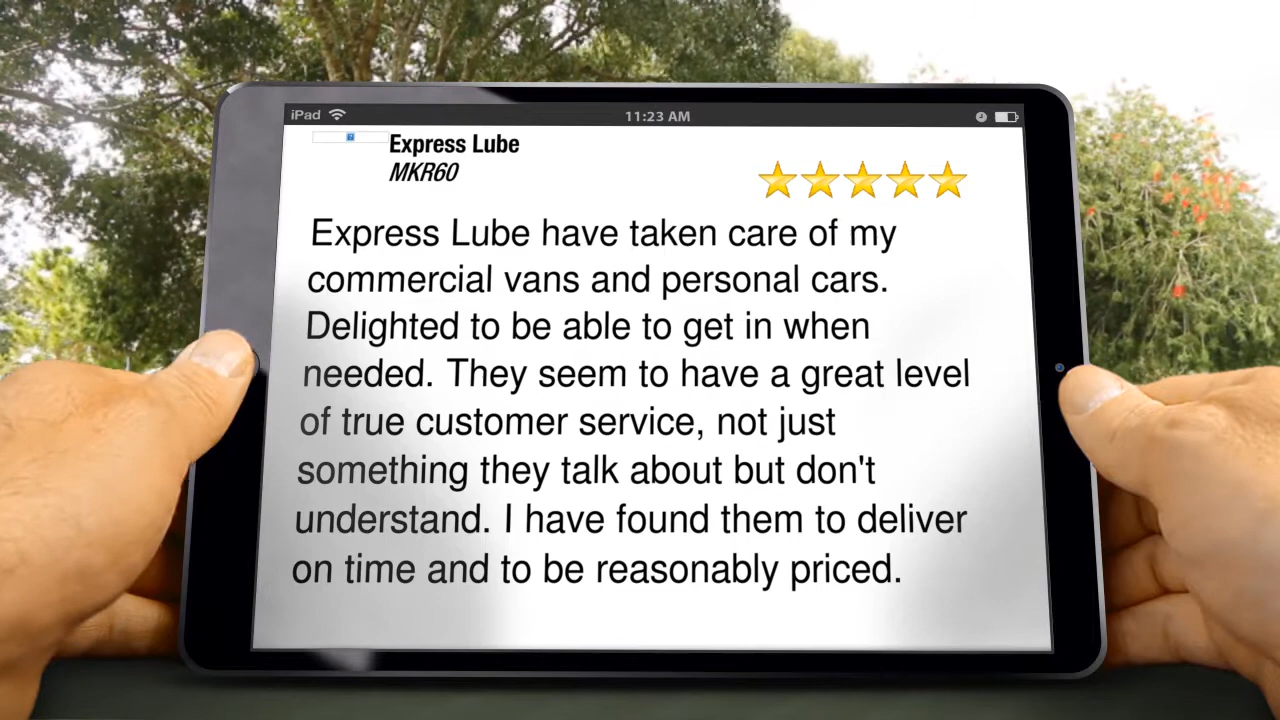 iPad 11:23 AM
Express Lube
MKR60
Express Lube have taken care of my
commercial vans and personal cars.
Delighted to be able to get in when
needed. They seem to have a great level
of true customer service, not just
something they talk about but don't
understand. I have found them to deliver
on time and to be reasonably priced.